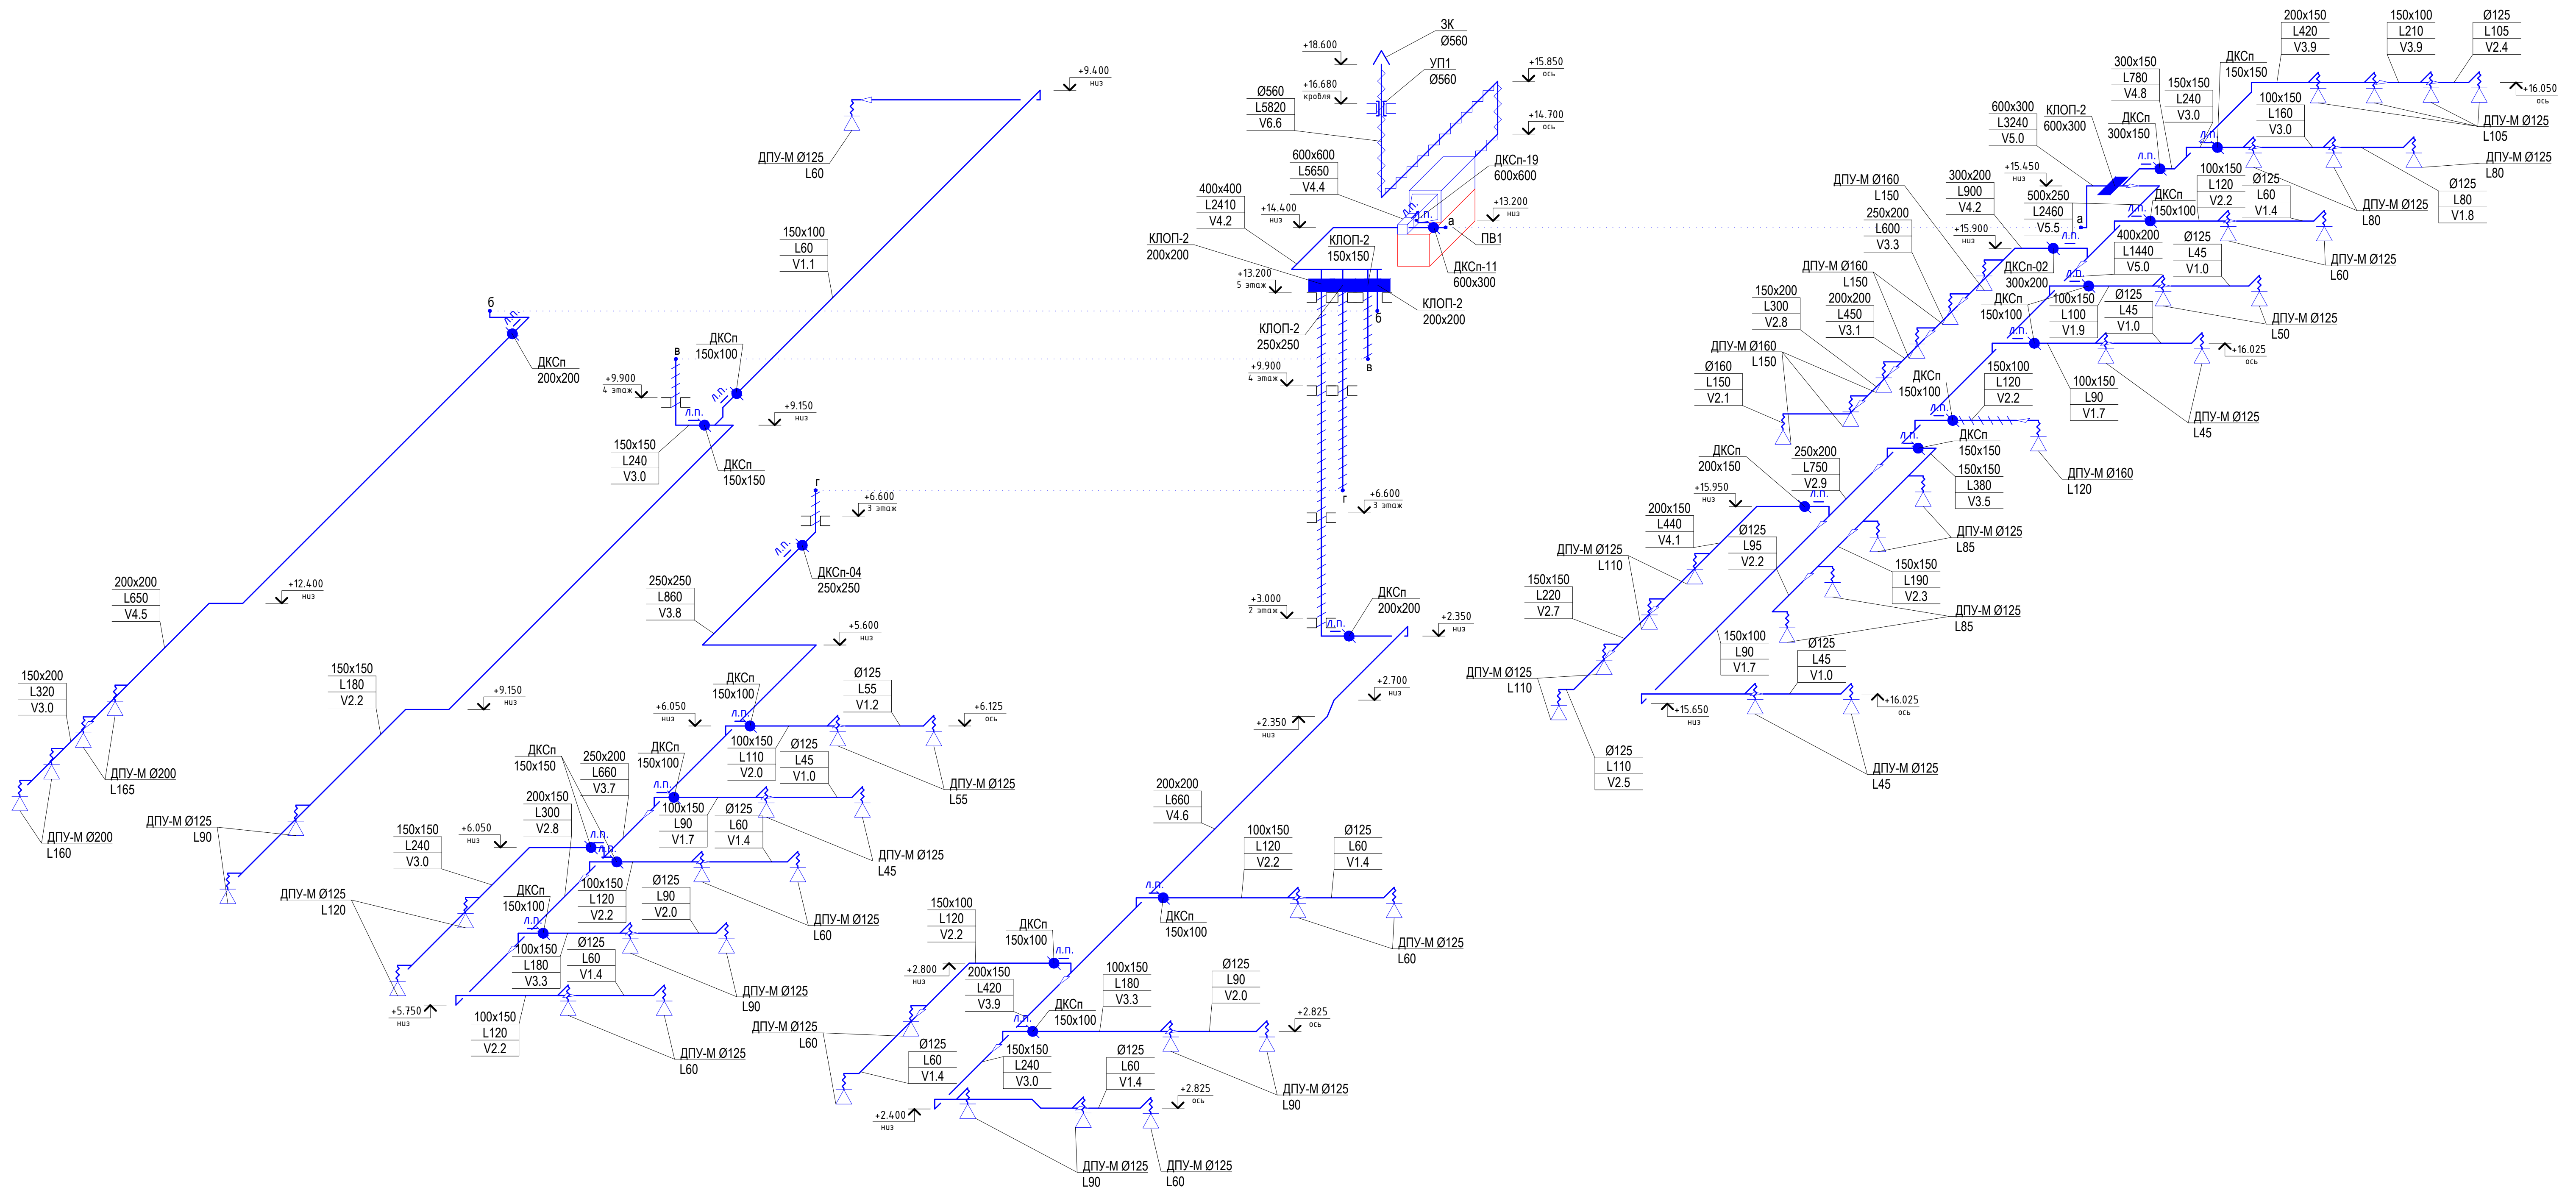 ЗК
Ø560
+18.600
УП1
Ø560
+16.680
кровля
+15.850
ось
Ø560
L5820
V6.6
+14.700
ось
600x600
L5650
V4.4
ДКСп-19
600x600
400x400
L2410
V4.2
+14.400
низ
л.п.
л.п.
а
+13.200
низ
ПВ1
КЛОП-2
200x200
КЛОП-2
150x150
ДКСп-11
600x300
+13.200
5 этаж
КЛОП-2
200x200
б
КЛОП-2
250x250
в
+9.900
4 этаж
г
+6.600
3 этаж
+3.000
2 этаж
л.п.
ДКСп
200x200
+2.350
низ
+2.700
низ
+2.350
низ
200x200
L660
V4.6
л.п.
ДКСп
150x100
100x150
L120
V2.2
Ø125
L60
V1.4
ДПУ-М Ø125
L60
150x100
L120
V2.2
ДКСп
150x100
л.п.
+2.800
низ
200x150
L420
V3.9
100x150
L180
V3.3
Ø125
L90
V2.0
л.п.
ДКСп
150x100
+2.825
ось
ДПУ-М Ø125
L60
Ø125
L60
V1.4
150x150
L240
V3.0
Ø125
L60
V1.4
ДПУ-М Ø125
L90
+2.825
ось
+2.400
низ
ДПУ-М Ø125
L90
ДПУ-М Ø125
L60
+9.400
низ
ДПУ-М Ø125
L60
150x100
L60
V1.1
б
л.п.
ДКСп
200x200
в
ДКСп
150x100
+9.900
4 этаж
л.п.
л.п.
+9.150
низ
150x150
L240
V3.0
ДКСп
150x150
г
+6.600
3 этаж
л.п.
ДКСп-04
250x250
200x200
L650
V4.5
+12.400
низ
250x250
L860
V3.8
+5.600
низ
150x200
L320
V3.0
ДПУ-М Ø200
L165
ДПУ-М Ø200
L160
150x150
L180
V2.2
+9.150
низ
ДПУ-М Ø125
L90
ДКСп
150x100
Ø125
L55
V1.2
+6.050
низ
л.п.
+6.125
ось
100x150
L110
V2.0
Ø125
L45
V1.0
ДПУ-М Ø125
L55
ДКСп
150x150
250x200
L660
V3.7
ДКСп
150x100
л.п.
200x150
L300
V2.8
100x150
L90
V1.7
Ø125
L60
V1.4
ДПУ-М Ø125
L45
+6.050
низ
150x150
L240
V3.0
л.п.
л.п.
100x150
L120
V2.2
Ø125
L90
V2.0
ДПУ-М Ø125
L60
ДПУ-М Ø125
L120
ДКСп
150x100
л.п.
100x150
L180
V3.3
Ø125
L60
V1.4
ДПУ-М Ø125
L90
+5.750
низ
100x150
L120
V2.2
ДПУ-М Ø125
L60
200x150
L420
V3.9
150x100
L210
V3.9
Ø125
L105
V2.4
ДКСп
150x150
300x150
L780
V4.8
150x150
L240
V3.0
+16.050
ось
600x300
L3240
V5.0
КЛОП-2
600x300
ДКСп
300x150
100x150
L160
V3.0
ДПУ-М Ø125
L105
л.п.
л.п.
ДПУ-М Ø125
L80
+15.450
низ
ДПУ-М Ø160
L150
300x200
L900
V4.2
500x250
L2460
V5.5
а
ДКСп
150x100
л.п.
100x150
L120
V2.2
Ø125
L60
V1.4
ДПУ-М Ø125
L80
Ø125
L80
V1.8
250x200
L600
V3.3
+15.900
низ
л.п.
400x200
L1440
V5.0
Ø125
L45
V1.0
ДПУ-М Ø125
L60
ДПУ-М Ø160
L150
ДКСп-02
300x200
л.п.
150x200
L300
V2.8
200x200
L450
V3.1
ДКСп
150x100
100x150
L100
V1.9
Ø125
L45
V1.0
ДПУ-М Ø125
L50
л.п.
ДПУ-М Ø160
L150
+16.025
ось
Ø160
L150
V2.1
ДКСп
150x100
150x100
L120
V2.2
100x150
L90
V1.7
ДПУ-М Ø125
L45
л.п.
л.п.
ДКСп
150x150
ДКСп
200x150
250x200
L750
V2.9
150x150
L380
V3.5
ДПУ-М Ø160
L120
+15.950
низ
л.п.
200x150
L440
V4.1
Ø125
L95
V2.2
ДПУ-М Ø125
L85
ДПУ-М Ø125
L110
150x150
L220
V2.7
150x150
L190
V2.3
ДПУ-М Ø125
L85
150x100
L90
V1.7
Ø125
L45
V1.0
ДПУ-М Ø125
L110
+15.650
низ
+16.025
ось
Ø125
L110
V2.5
ДПУ-М Ø125
L45